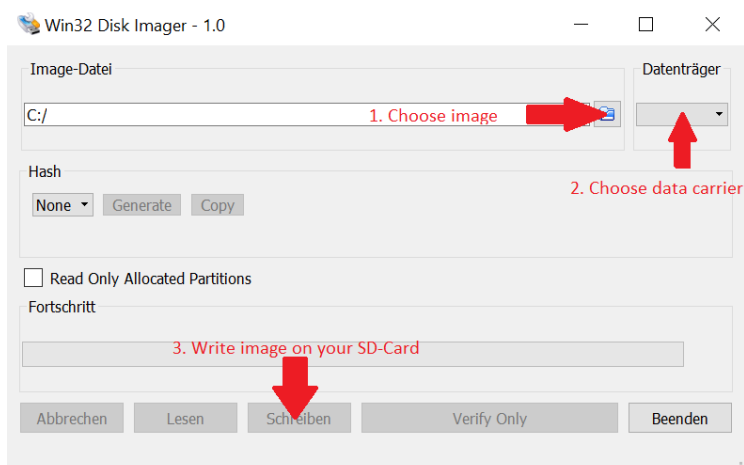 Win32 Disk Imager - 1.0
Image-Datei
Datenträger
C:/
1. Choose image
2. Choose data carrier
Hash
None
Generate
Copy
Read Only Allocated Partitions
Fortschritt
3. Write image on your SD-Card
Abbrechen
Lesen
Schreiben
Verify Only
Beenden